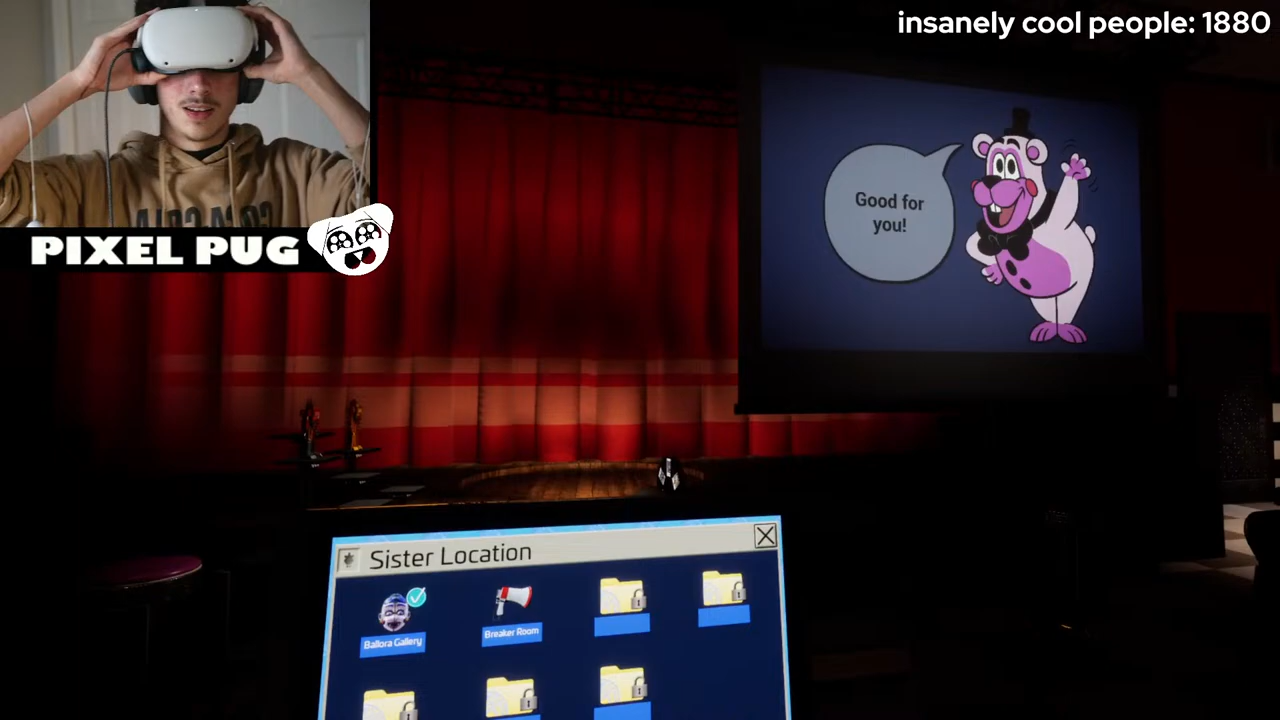 insanely cool people: 1880
PIXEL PUG
Good for
you!
Sister Location
Ballora Gallery
Breaker Room